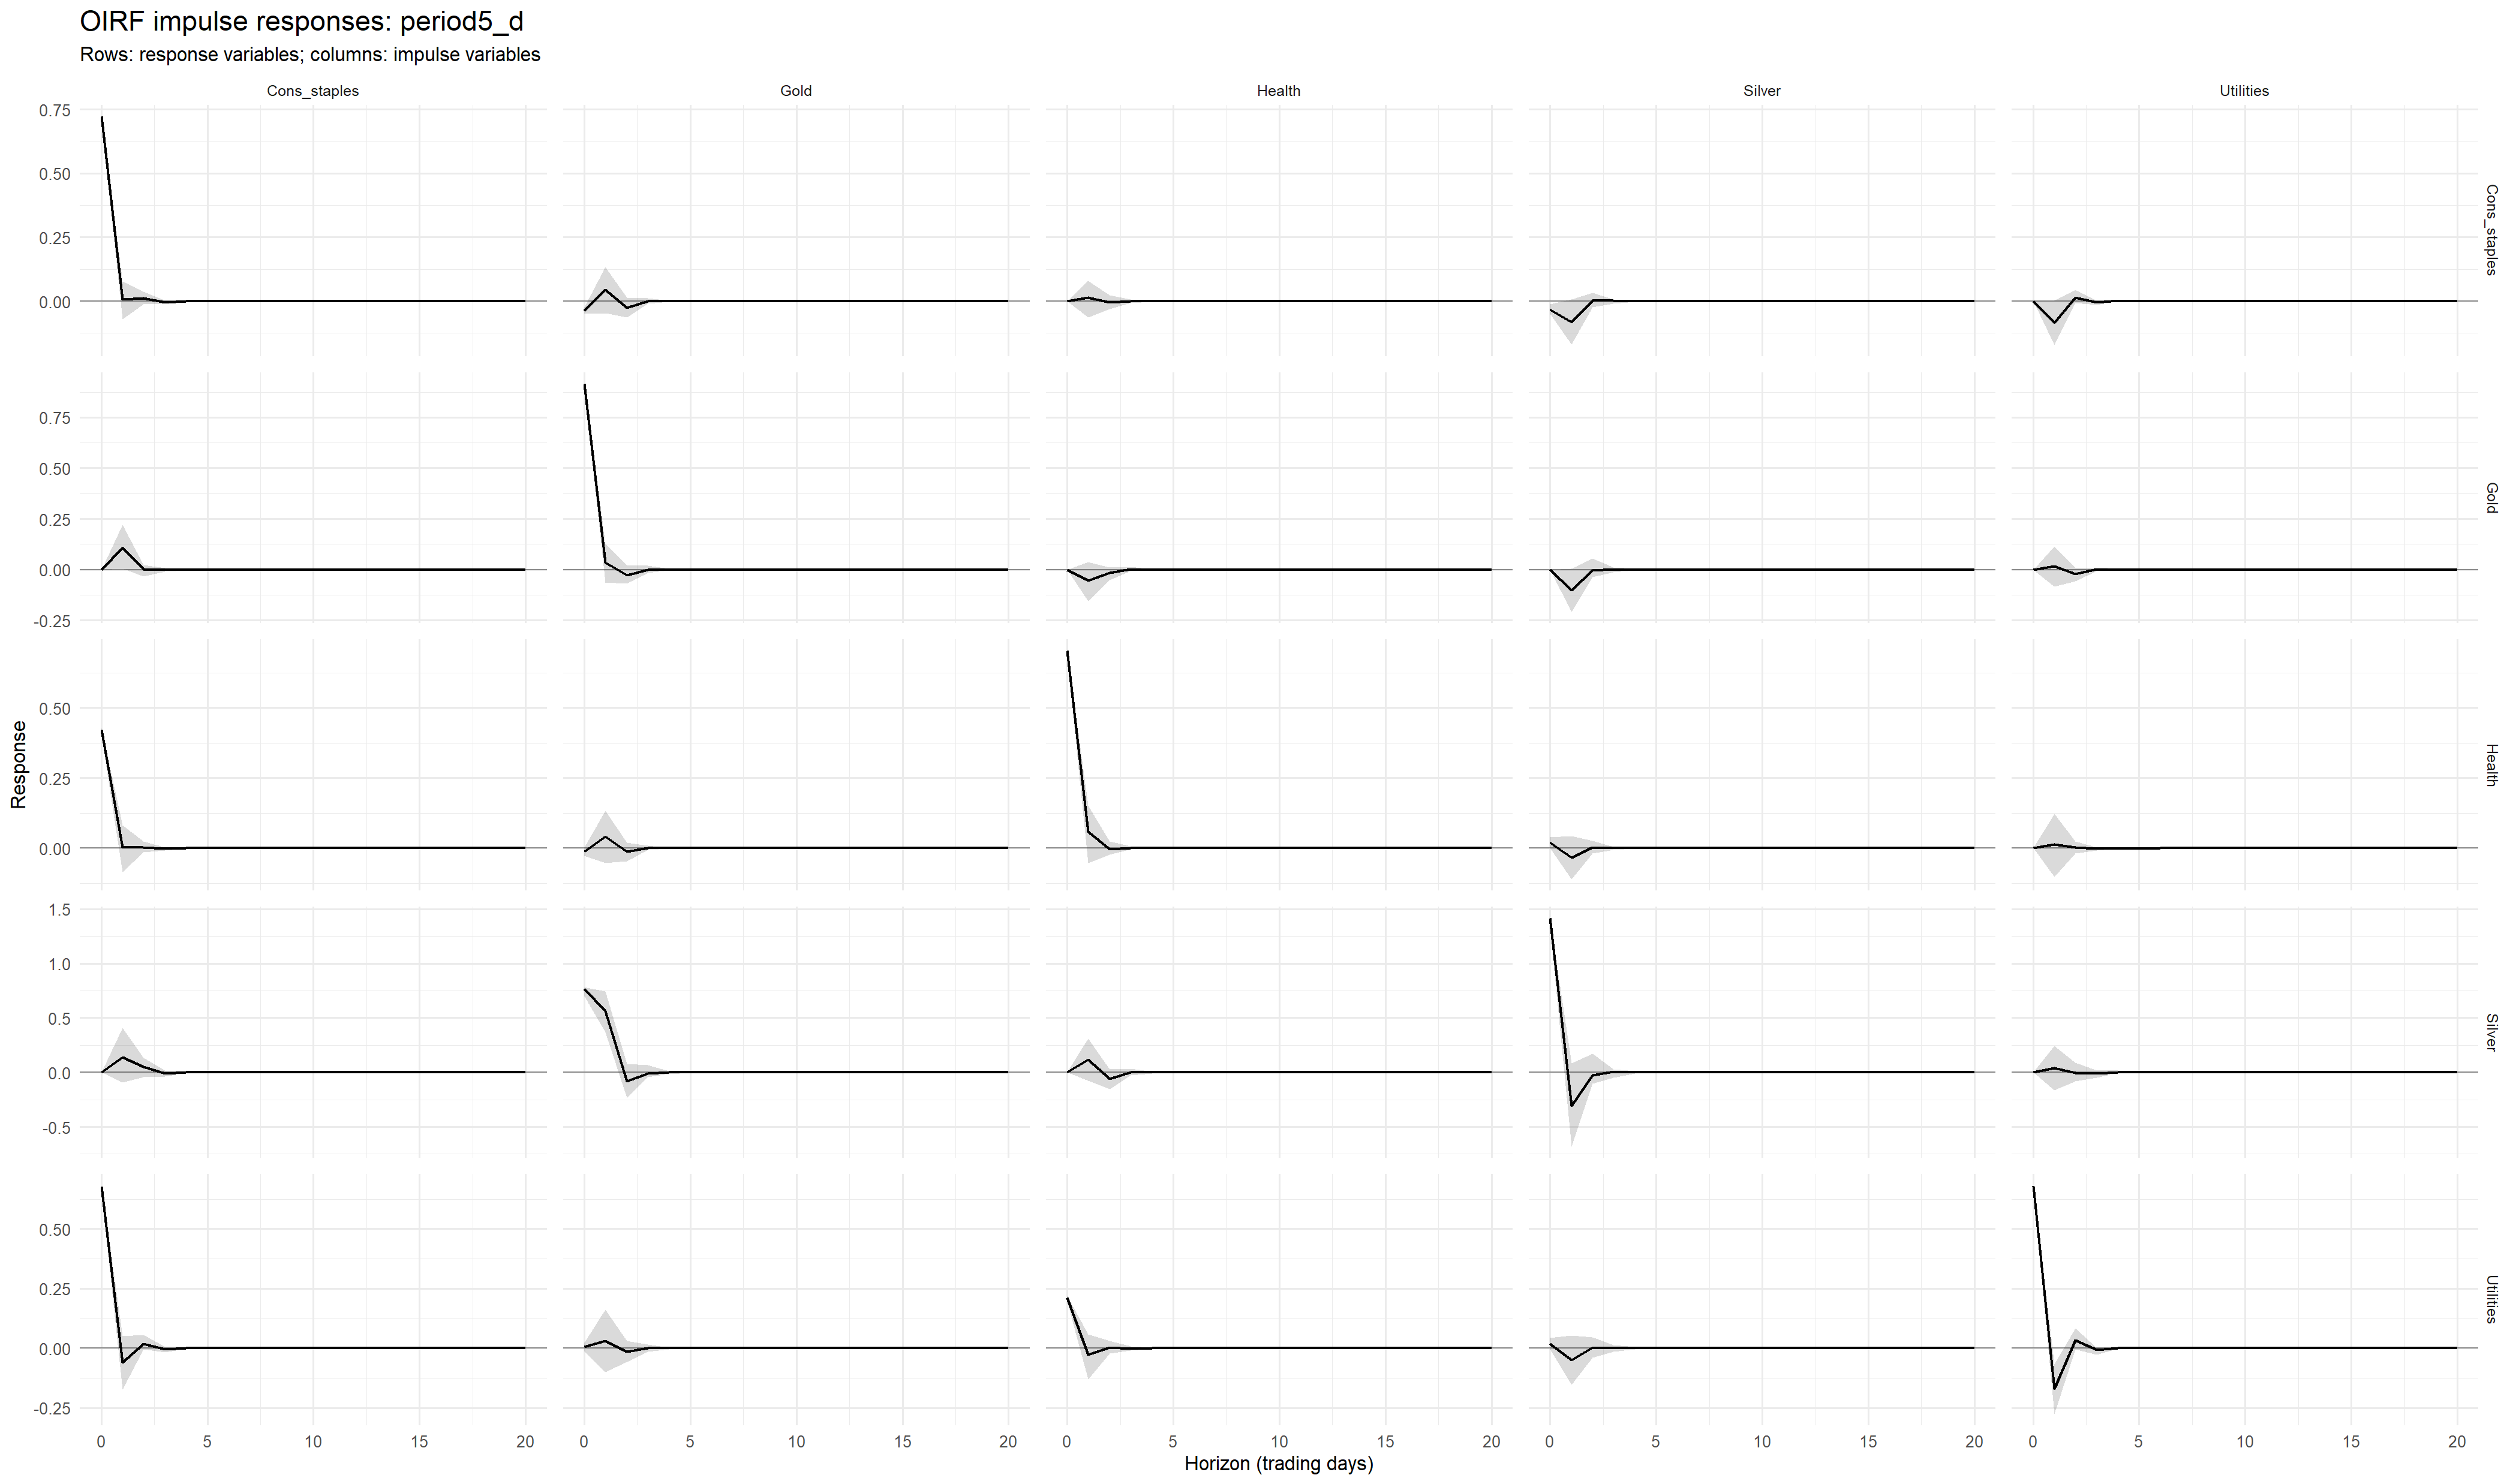 OIRF impulse responses: period5_d
Rows: response variables; columns: impulse variables
Cons_staples Gold Health Silver Utilities
0.75
0.50
0.25
0.00
Cons_staples
0.75
0.50
0.25
0.00
-0.25
Gold
Response
0.50
0.25
0.00
Health
1.5
1.0
0.5
0.0
-0.5
Silver
0.50
0.25
0.00
-0.25
Utilities
0 5 10 15 20 0 5 10 15 20 0 5 10 15 20 0 5 10 15 20 0 5 10 15 20
Horizon (trading days)